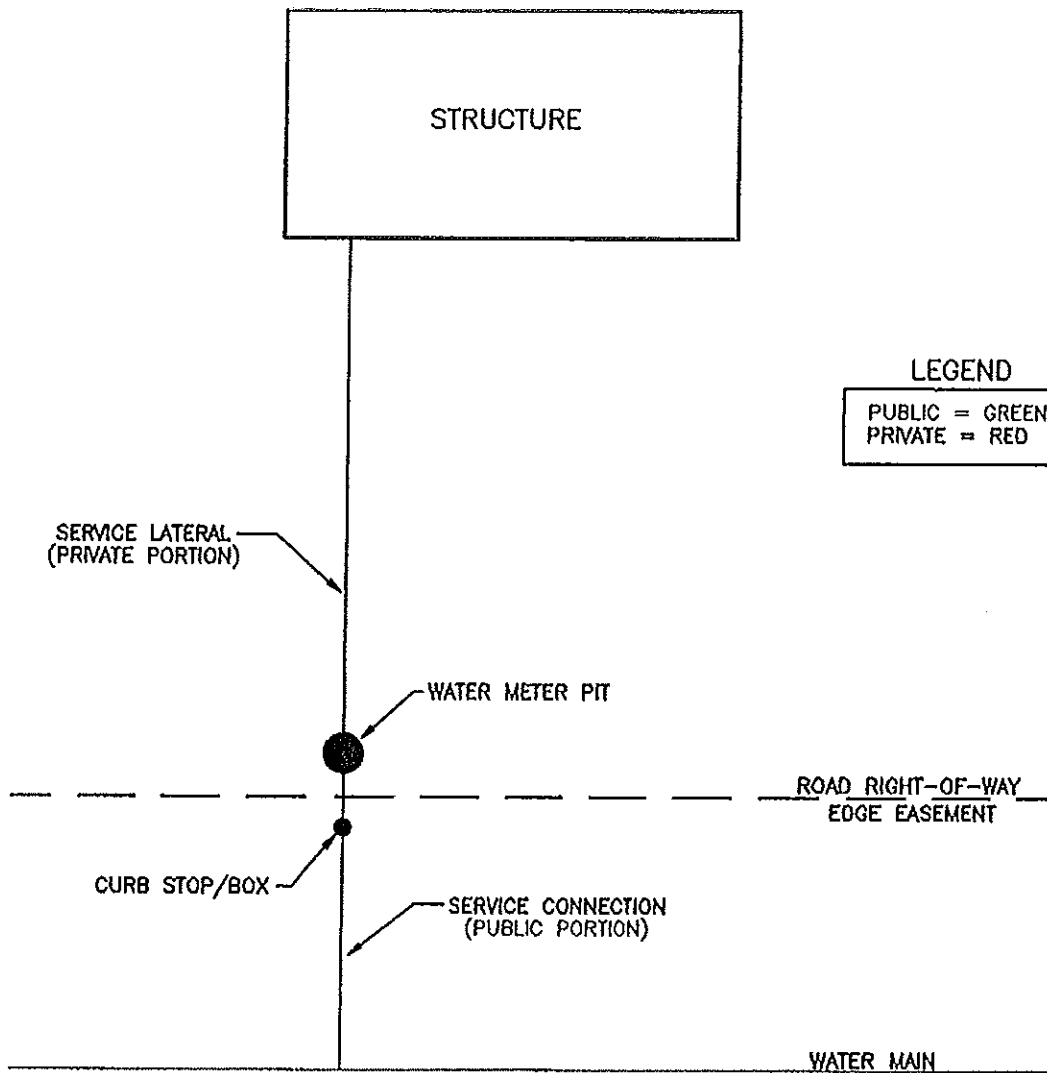 STRUCTURE
LEGEND
PUBLIC = GREEN
PRIVATE = RED
SERVICE LATERAL
(PRIVATE PORTION)
WATER METER PIT
ROAD RIGHT-OF-WAY
EDGE EASEMENT
CURB STOP/BOX
SERVICE CONNECTION
(PUBLIC PORTION)
WATER MAIN